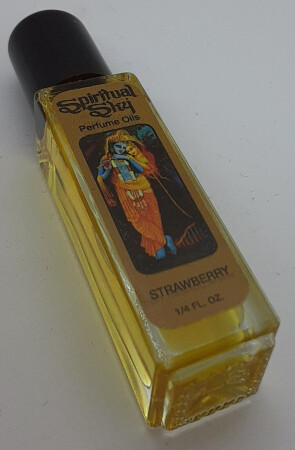 Spiritual
Sky
Perfume Oils
STRAWBERRY
1/4 FL. OZ.